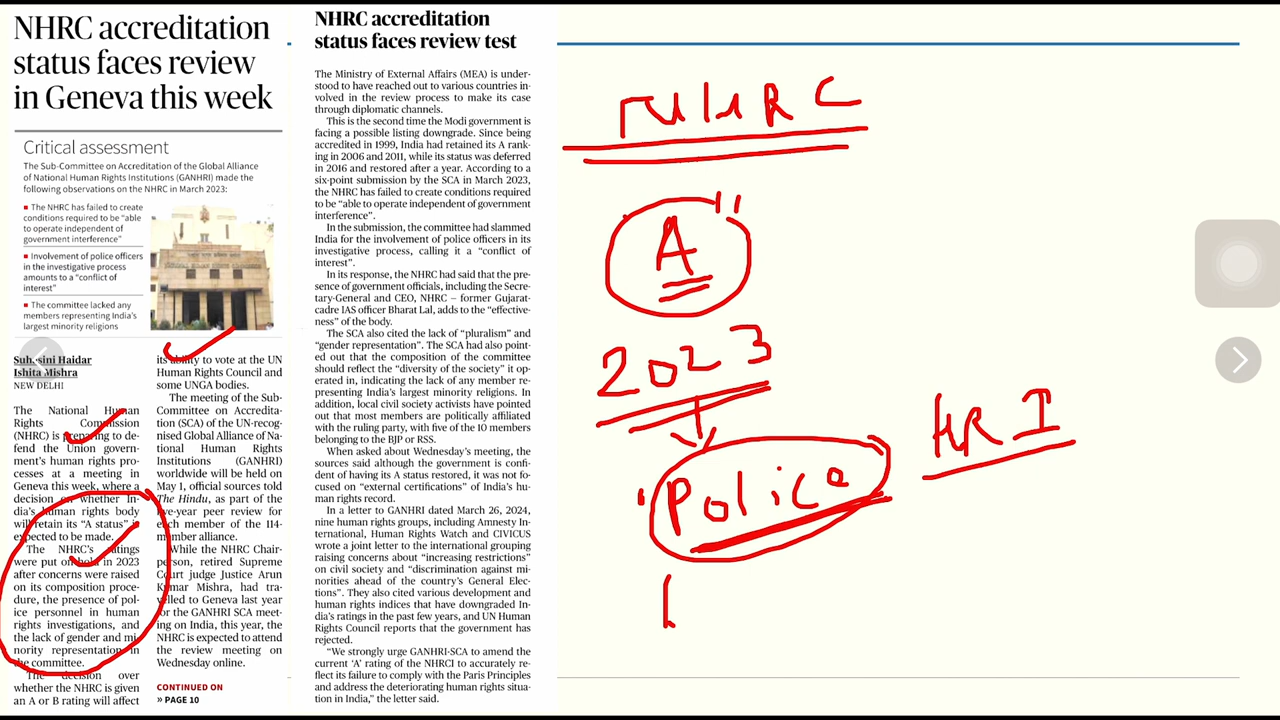 NHRC accreditation
status faces review
in Geneva this week
Critical assessment
The Sub-Committee on Accreditation of the Global Alliance
of National Human Rights Institutions (GANHRI) made the
following observations on the NHRC in March 2023:
■ The NHRC has failed to create
conditions required to be "able
to operate independent of
government interference"
■ Involvement of police officers
in the investigative process
amounts to a "conflict of
interest"
■ The committee lacked any
members representing India's
largest minority religions
Suhasini Haidar
Ishita Mishra
NEW DELHI
The National Human
Rights Commission
(NHRC) is preparing to de-
fend the Union govern-
ment's human rights pro-
cesses at a meeting in
Geneva this week, where a
decision on whether In-
dia's human rights body
will retain its "A status" is
expected to be made.
The NHRC's ratings
were put on hold in 2023
after concerns were raised
on its composition proce-
dure, the presence of pol-
ice personnel in human
rights investigations, and
the lack of gender and mi-
nority representation in
the committee.
The decision over
whether the NHRC is given
an A or B rating will affect
its ability to vote at the UN
Human Rights Council and
some UNGA bodies.
The meeting of the Sub-
Committee on Accredita-
tion (SCA) of the UN-recog-
nised Global Alliance of Na-
tional Human Rights
Institutions (GANHRI)
worldwide will be held on
May 1, official sources told
The Hindu, as part of the
five-year peer review for
each member of the 114-
member alliance.
While the NHRC Chair-
person, retired Supreme
Court judge Justice Arun
Kumar Mishra, had tra-
velled to Geneva last year
for the GANHRI SCA meet-
ing on India, this year, the
NHRC is expected to attend
the review meeting on
Wednesday online.
CONTINUED ON
» PAGE 10
NHRC accreditation
status faces review test
The Ministry of External Affairs (MEA) is under-
stood to have reached out to various countries in-
volved in the review process to make its case
through diplomatic channels.
This is the second time the Modi government is
facing a possible listing downgrade. Since being
accredited in 1999, India had retained its A rank-
ing in 2006 and 2011, while its status was deferred
in 2016 and restored after a year. According to a
six-point submission by the SCA in March 2023,
the NHRC has failed to create conditions required
to be "able to operate independent of government
interference".
In the submission, the committee had slammed
India for the involvement of police officers in its
investigative process, calling it a "conflict of
interest".
In its response, the NHRC had said that the pre-
sence of government officials, including the Secre-
tary-General and CEO, NHRC – former Gujarat-
cadre IAS officer Bharat Lal, adds to the "effective-
ness" of the body.
The SCA also cited the lack of "pluralism" and
"gender representation". The SCA had also point-
ed out that the composition of the committee
should reflect the "diversity of the society" it op-
erated in, indicating the lack of any member re-
presenting India's largest minority religions. In
addition, local civil society activists have pointed
out that most members are politically affiliated
with the ruling party, with five of the 10 members
belonging to the BJP or RSS.
When asked about Wednesday's meeting, the
sources said although the government is confi-
dent of having its A status restored, it was not fo-
cused on "external certifications" of India's hu-
man rights record.
In a letter to GANHRI dated March 26, 2024,
nine human rights groups, including Amnesty In-
ternational, Human Rights Watch and CIVICUS
wrote a joint letter to the international grouping
raising concerns about "increasing restrictions"
on civil society and "discrimination against mi-
norities ahead of the country's General Elec-
tions". They also cited various development and
human rights indices that have downgraded In-
dia's ratings in the past few years, and UN Human
Rights Council reports that the government has
rejected.
"We strongly urge GANHRI-SCA to amend the
current 'A' rating of the NHRCI to accurately re-
flect its failure to comply with the Paris Principles
and address the deteriorating human rights situa-
tion in India," the letter said.
A
2023
HRI
Police